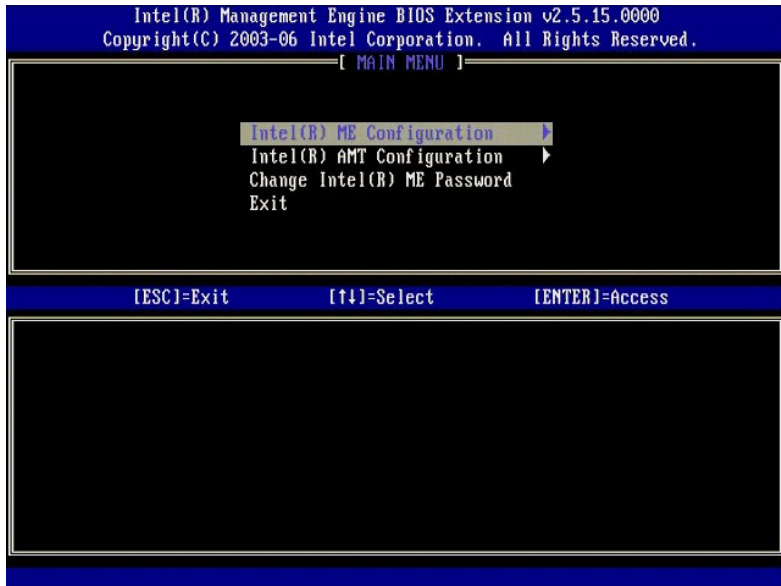 Intel(R) Management Engine BIOS Extension v2.5.15.0000
Copyright(C) 2003-06 Intel Corporation. All Rights Reserved.
[ MAIN MENU ]
Intel(R) ME Configuration ▶
Intel(R) AMT Configuration ▶
Change Intel(R) ME Password
Exit
[ESC]=Exit [↑↓]=Select [ENTER]=Access